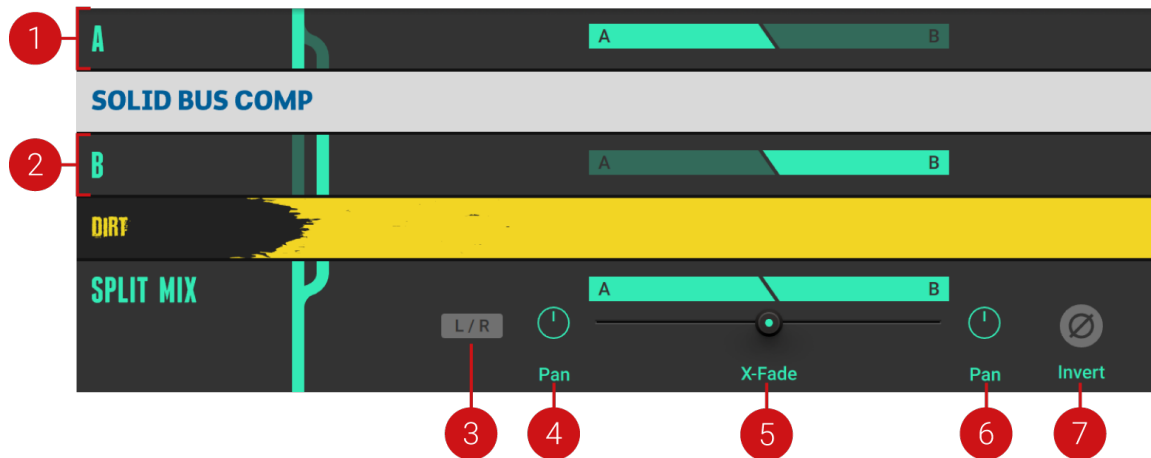 1
A
A B
SOLID BUS COMP
2
B
A B
DIRT
SPLIT MIX
A B
L / R
Pan
X-Fade
Pan
Invert
3
4
5
6
7